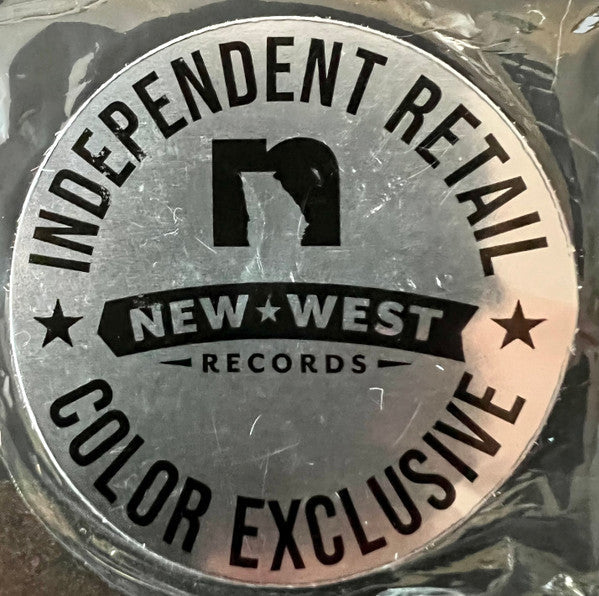 INDEPENDENT RETAIL
n
NEW★WEST
RECORDS
COLOR EXCLUSIVE